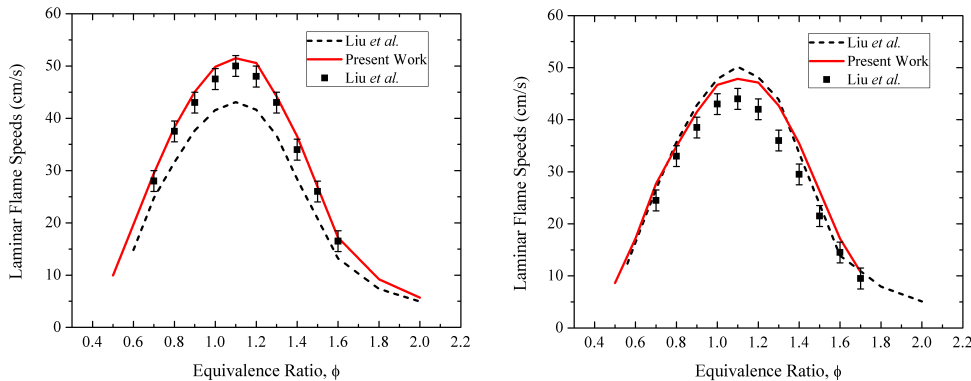 60
50
40
30
20
10
0
Laminar Flame Speeds (cm/s)
Liu et al.
Present Work
Liu et al.
0.4 0.6 0.8 1.0 1.2 1.4 1.6 1.8 2.0 2.2
Equivalence Ratio, ϕ
60
50
40
30
20
10
0
Laminar Flame Speeds (cm/s)
Liu et al.
Present Work
Liu et al.
0.4 0.6 0.8 1.0 1.2 1.4 1.6 1.8 2.0 2.2
Equivalence Ratio, ϕ